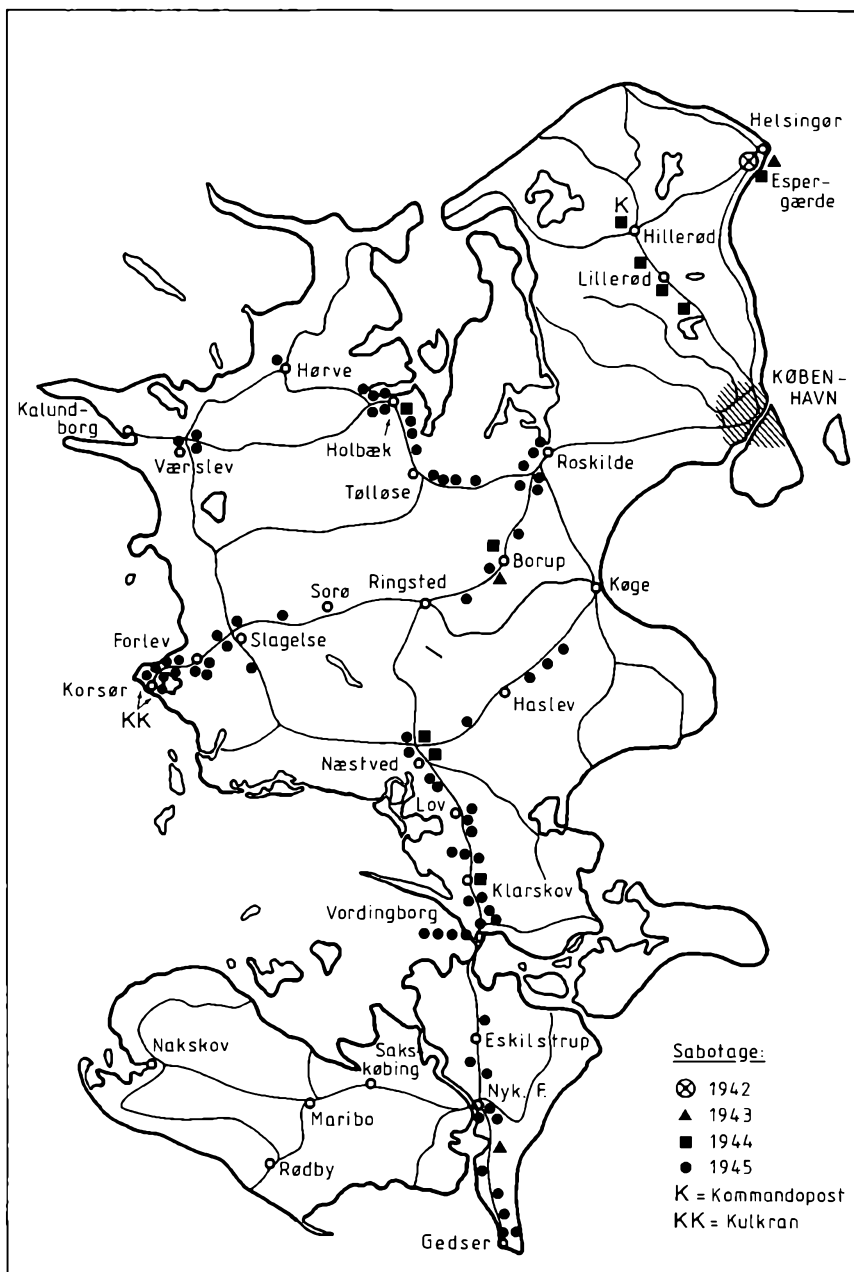 Helsingør
Esper-
gærde
K
Hillerød
Lillerød
KØBEN-
HAVN
Hørve
Kalund-
borg
Holbæk
Værslev
Roskilde
Tølløse
Borup
Sorø
Ringsted
Køge
Forlev
Slagelse
Korsør
KK
Haslev
Næstved
Lov
Klarskov
Vordingborg
Eskilstrup
Nakskov
Saks-
købing
Nyk. F.
Maribo
Rødby
Gedser
Sabotage:
1942
1943
1944
1945
K = Kommandopost
KK = Kulkran